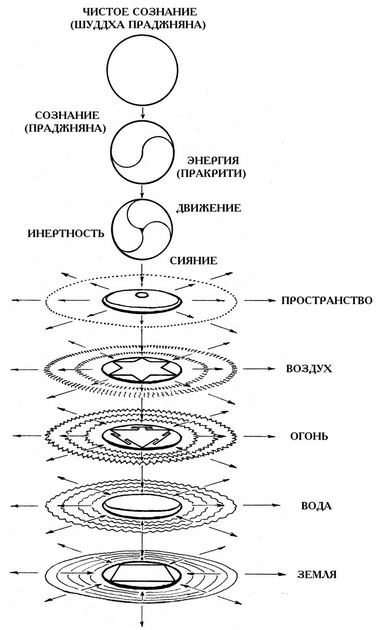 ЧИСТОЕ СОЗНАНИЕ
(ШУДДХА ПРАДЖНЯНА)
СОЗНАНИЕ
(ПРАДЖНЯНА)
ЭНЕРГИЯ
(ПРАКРИТИ)
ДВИЖЕНИЕ
ИНЕРТНОСТЬ
СИЯНИЕ
ПРОСТРАНСТВО
ВОЗДУХ
ОГОНЬ
ВОДА
ЗЕМЛЯ